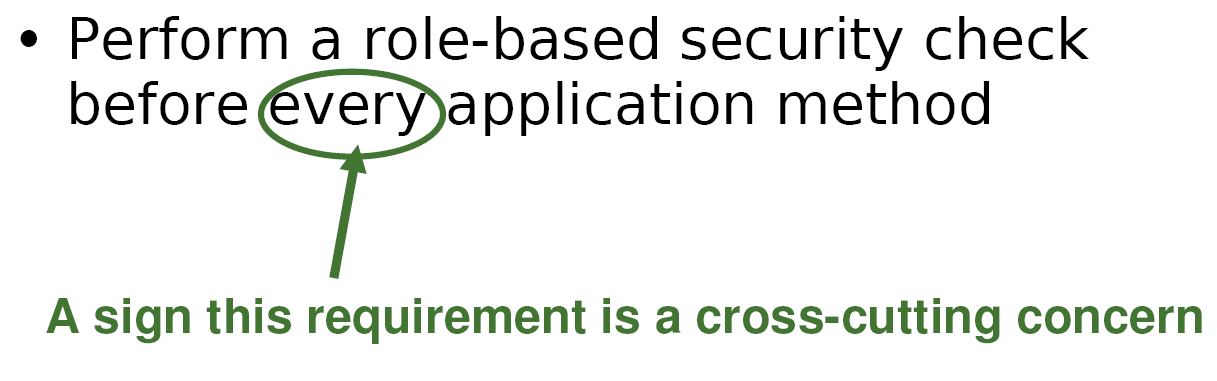 • Perform a role-based security check
before every application method
A sign this requirement is a cross-cutting concern